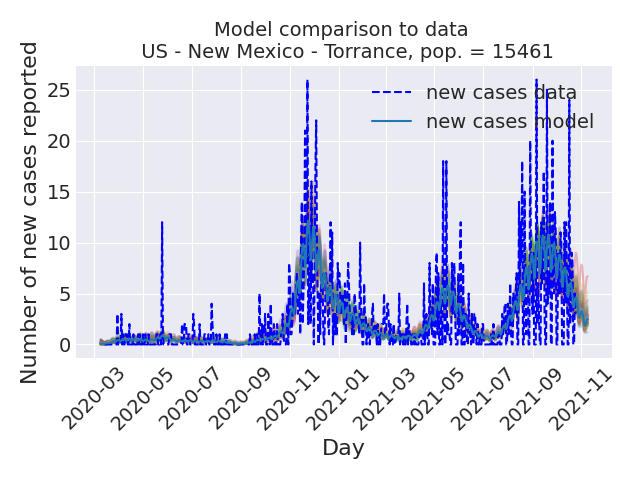 Model comparison to data
US - New Mexico - Torrance, pop. = 15461
Number of new cases reported
25
20
15
10
5
0
new cases data
new cases model
2020-03
2020-05
2020-07
2020-09
2020-11
2021-01
2021-03
2021-05
2021-07
2021-09
2021-11
Day